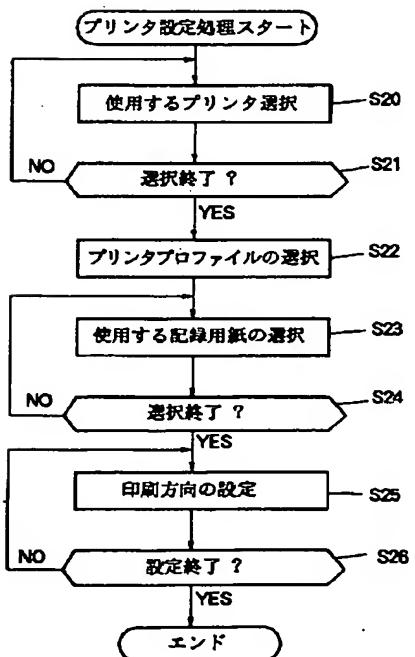 プリンタ設定処理スタート
使用するプリンタ選択
S20
選択終了 ?
S21
NO
YES
プリンタプロファイルの選択
S22
使用する記録用紙の選択
S23
選択終了 ?
S24
NO
YES
印刷方向の設定
S25
設定終了 ?
S26
NO
YES
エンド